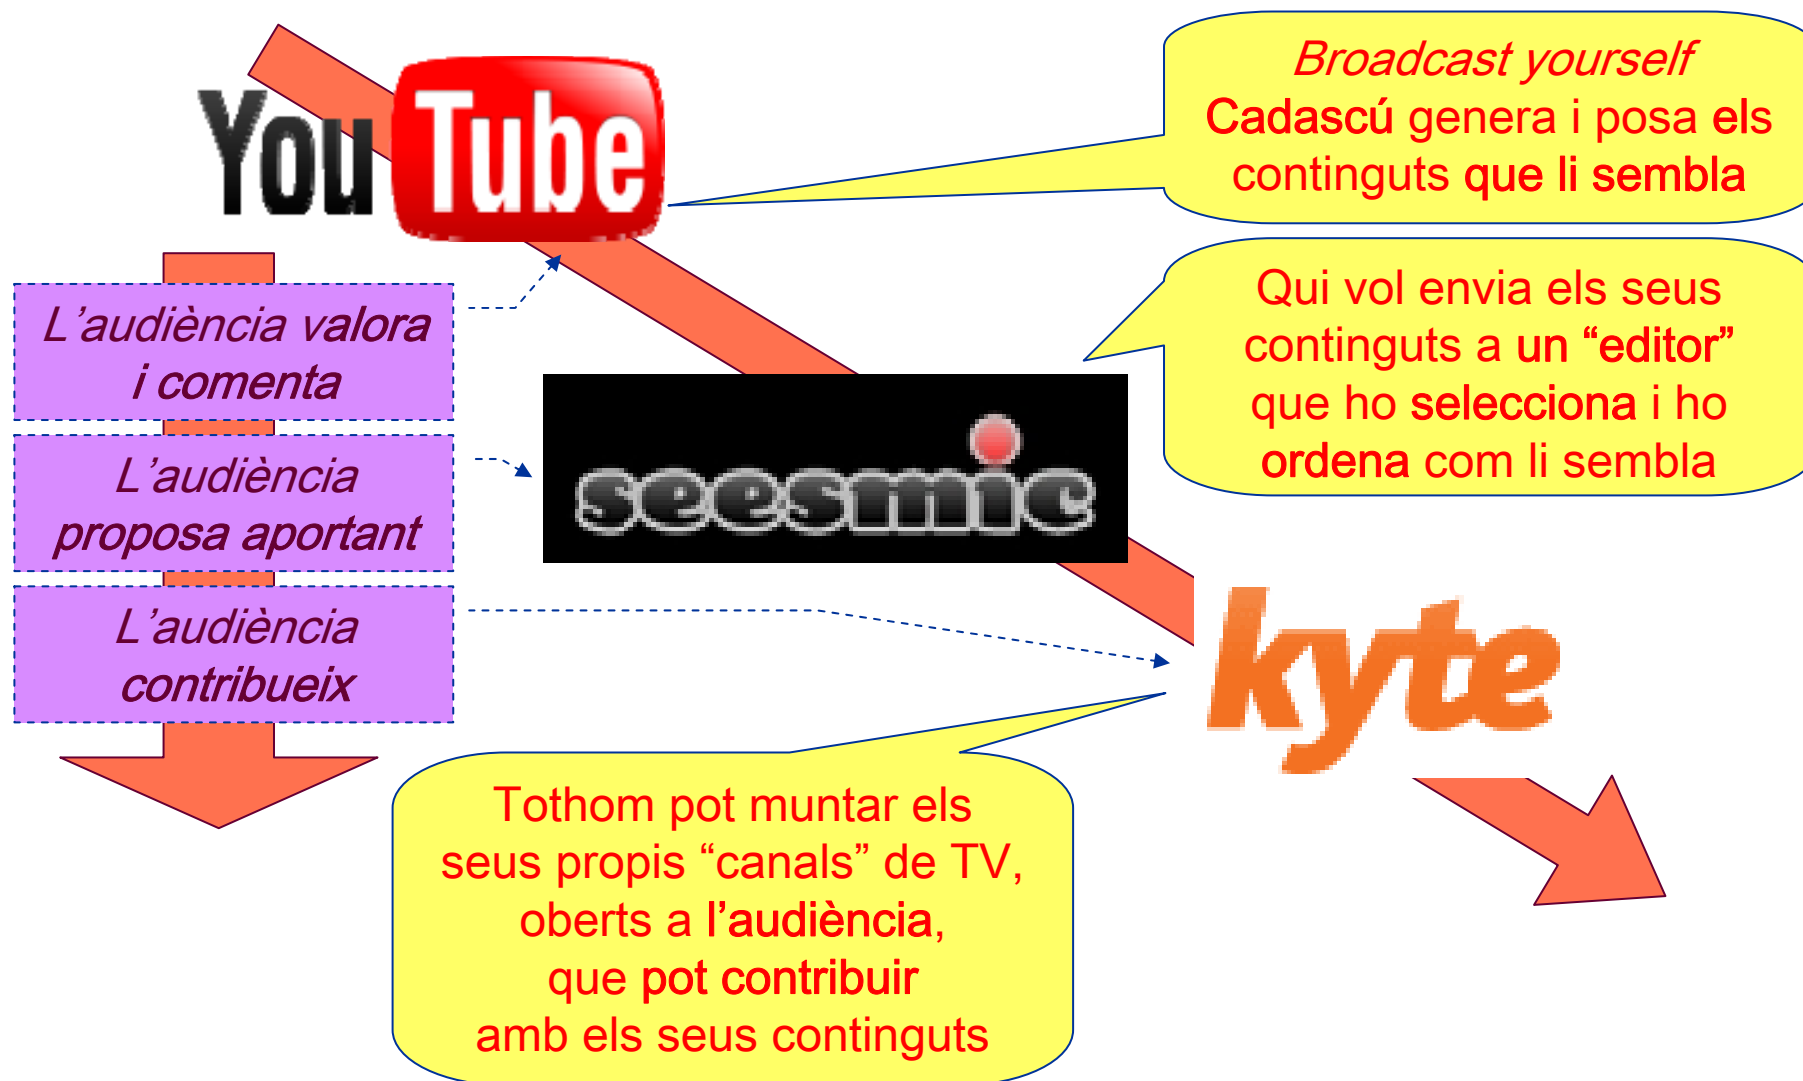 YouTube
Broadcast yourself
Cadascú genera i posa els
continguts que li sembla
L’audiència valora
i comenta
Qui vol envia els seus
continguts a un “editor”
que ho selecciona i ho
ordena com li sembla
L’audiència
proposa aportant
seesmic
L’audiència
contribueix
kyte
Tothom pot muntar els
seus propis “canals” de TV,
oberts a l’audiència,
que pot contribuir
amb els seus continguts